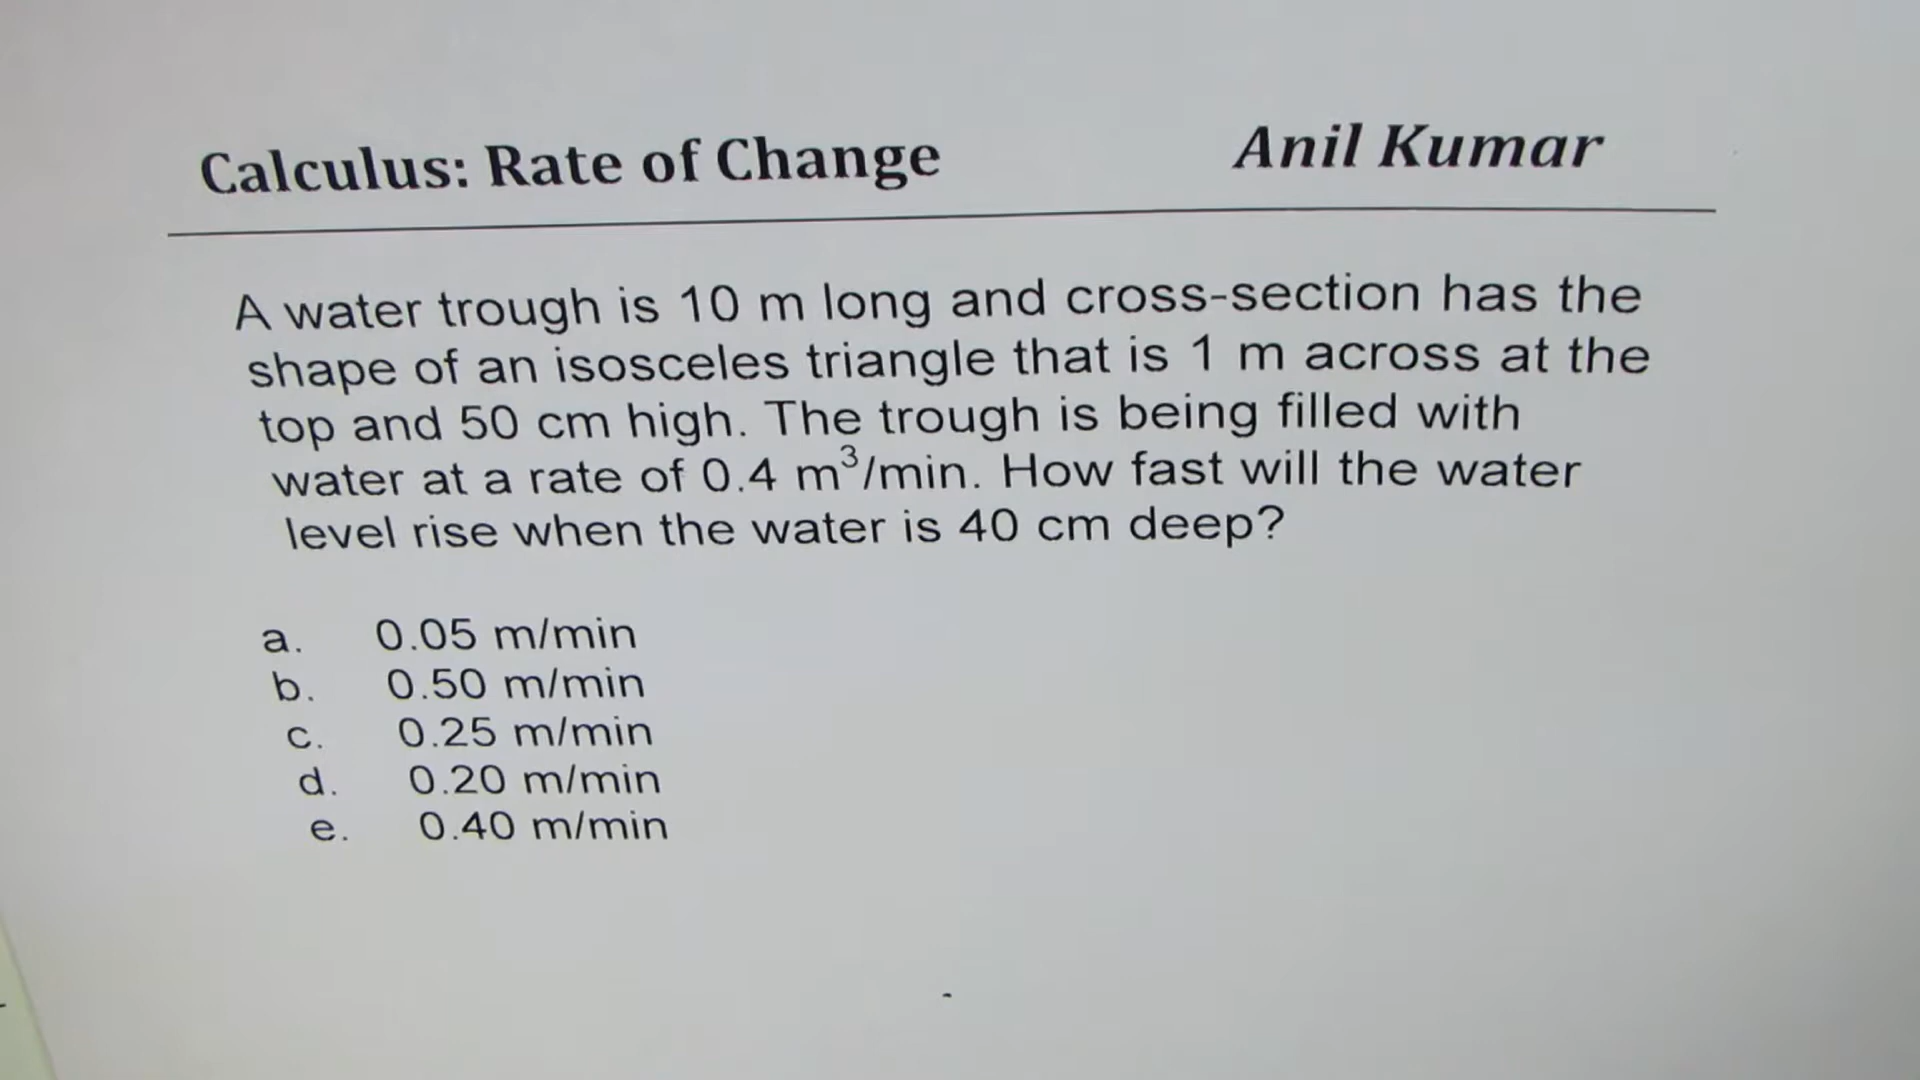 Calculus: Rate of Change
Anil Kumar
A water trough is 10 m long and cross-section has the
shape of an isosceles triangle that is 1 m across at the
top and 50 cm high. The trough is being filled with
water at a rate of 0.4 m³/min. How fast will the water
level rise when the water is 40 cm deep?
a. 0.05 m/min
b. 0.50 m/min
c. 0.25 m/min
d. 0.20 m/min
e. 0.40 m/min